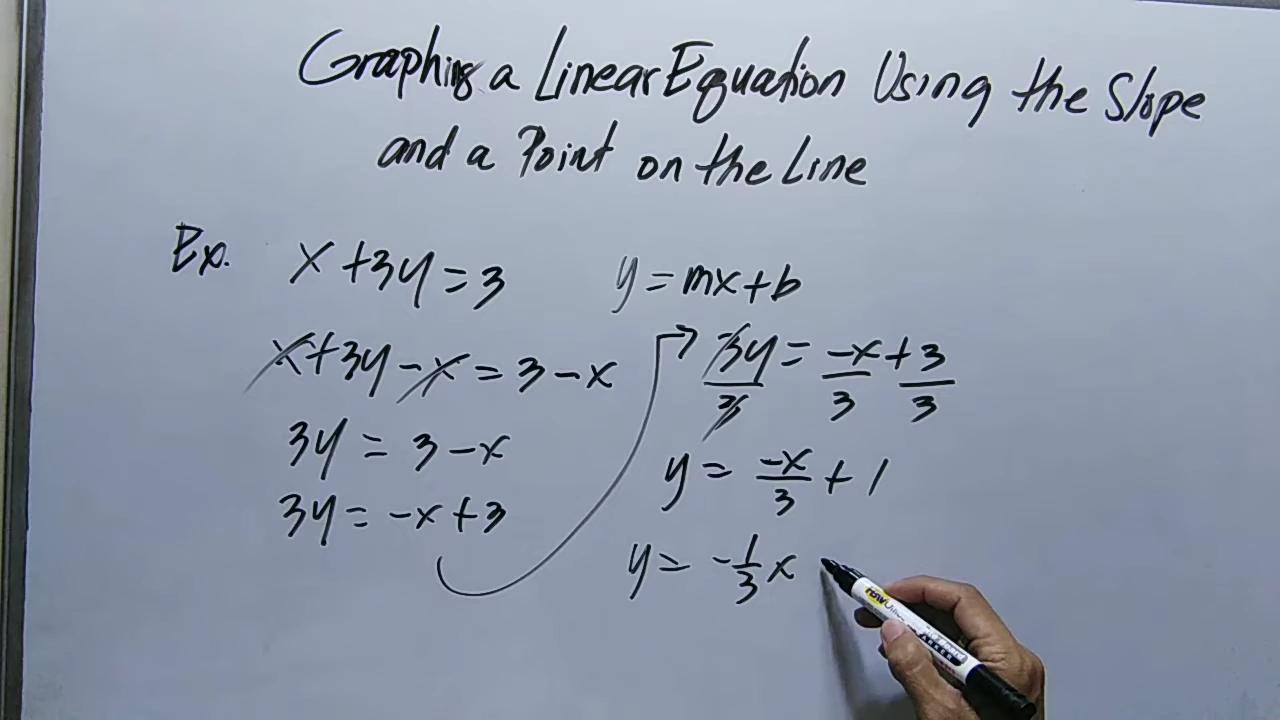 Graphing a Linear Equation Using the Slope
and a Point on the Line
Ex. x + 3y = 3
x + 3y - x = 3 - x
3y = 3 - x
3y = -x + 3
y = mx + b
3y/3 = -x/3 + 3/3
y = -x/3 + 1
y = -1/3 x